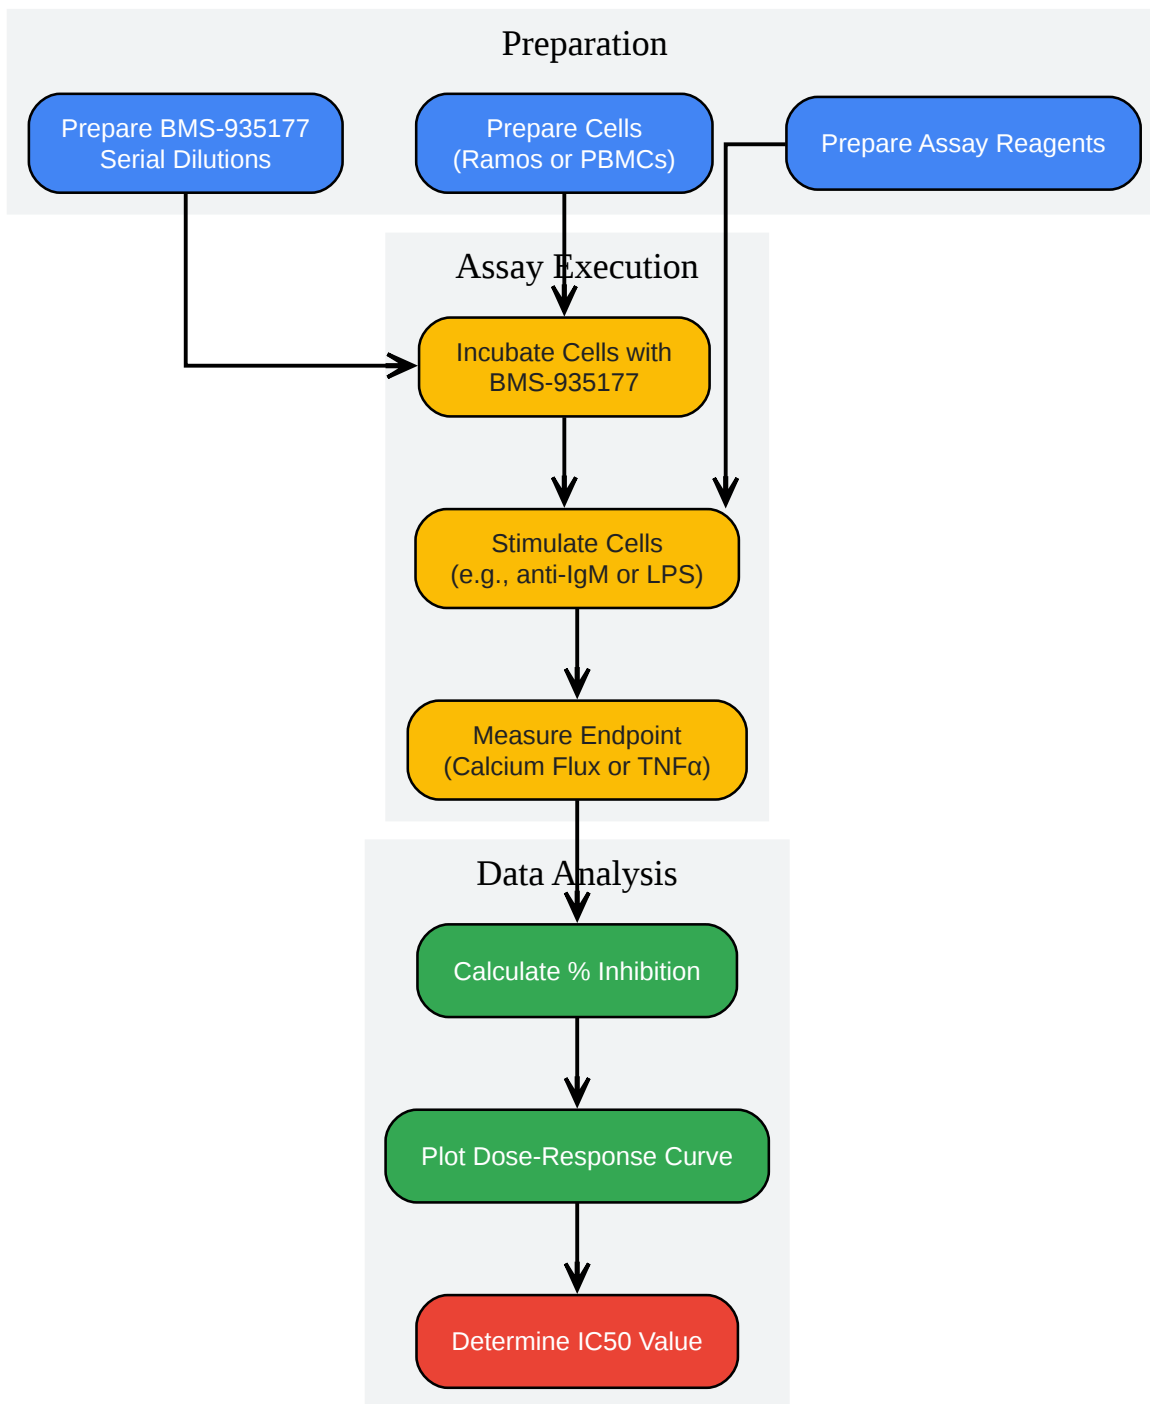 Preparation
Prepare BMS-935177
Serial Dilutions
Prepare Cells
(Ramos or PBMCs)
Prepare Assay Reagents
Assay Execution
Incubate Cells with
BMS-935177
Stimulate Cells
(e.g., anti-IgM or LPS)
Measure Endpoint
(Calcium Flux or TNFα)
Data Analysis
Calculate % Inhibition
Plot Dose-Response Curve
Determine IC50 Value